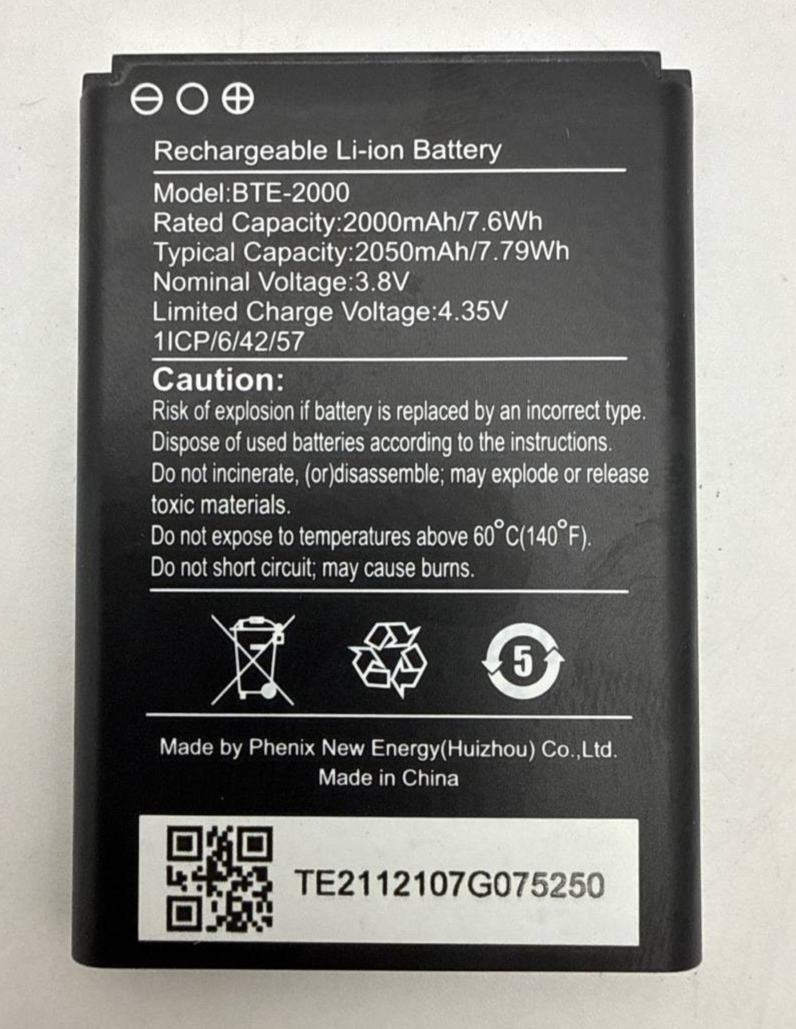 Rechargeable Li-ion Battery
Model:BTE-2000
Rated Capacity:2000mAh/7.6Wh
Typical Capacity:2050mAh/7.79Wh
Nominal Voltage:3.8V
Limited Charge Voltage:4.35V
1ICP/6/42/57
Caution:
Risk of explosion if battery is replaced by an incorrect type.
Dispose of used batteries according to the instructions.
Do not incinerate, (or)disassemble; may explode or release
toxic materials.
Do not expose to temperatures above 60°C(140°F).
Do not short circuit; may cause burns.
5
Made by Phenix New Energy(Huizhou) Co.,Ltd.
Made in China
TE2112107G075250